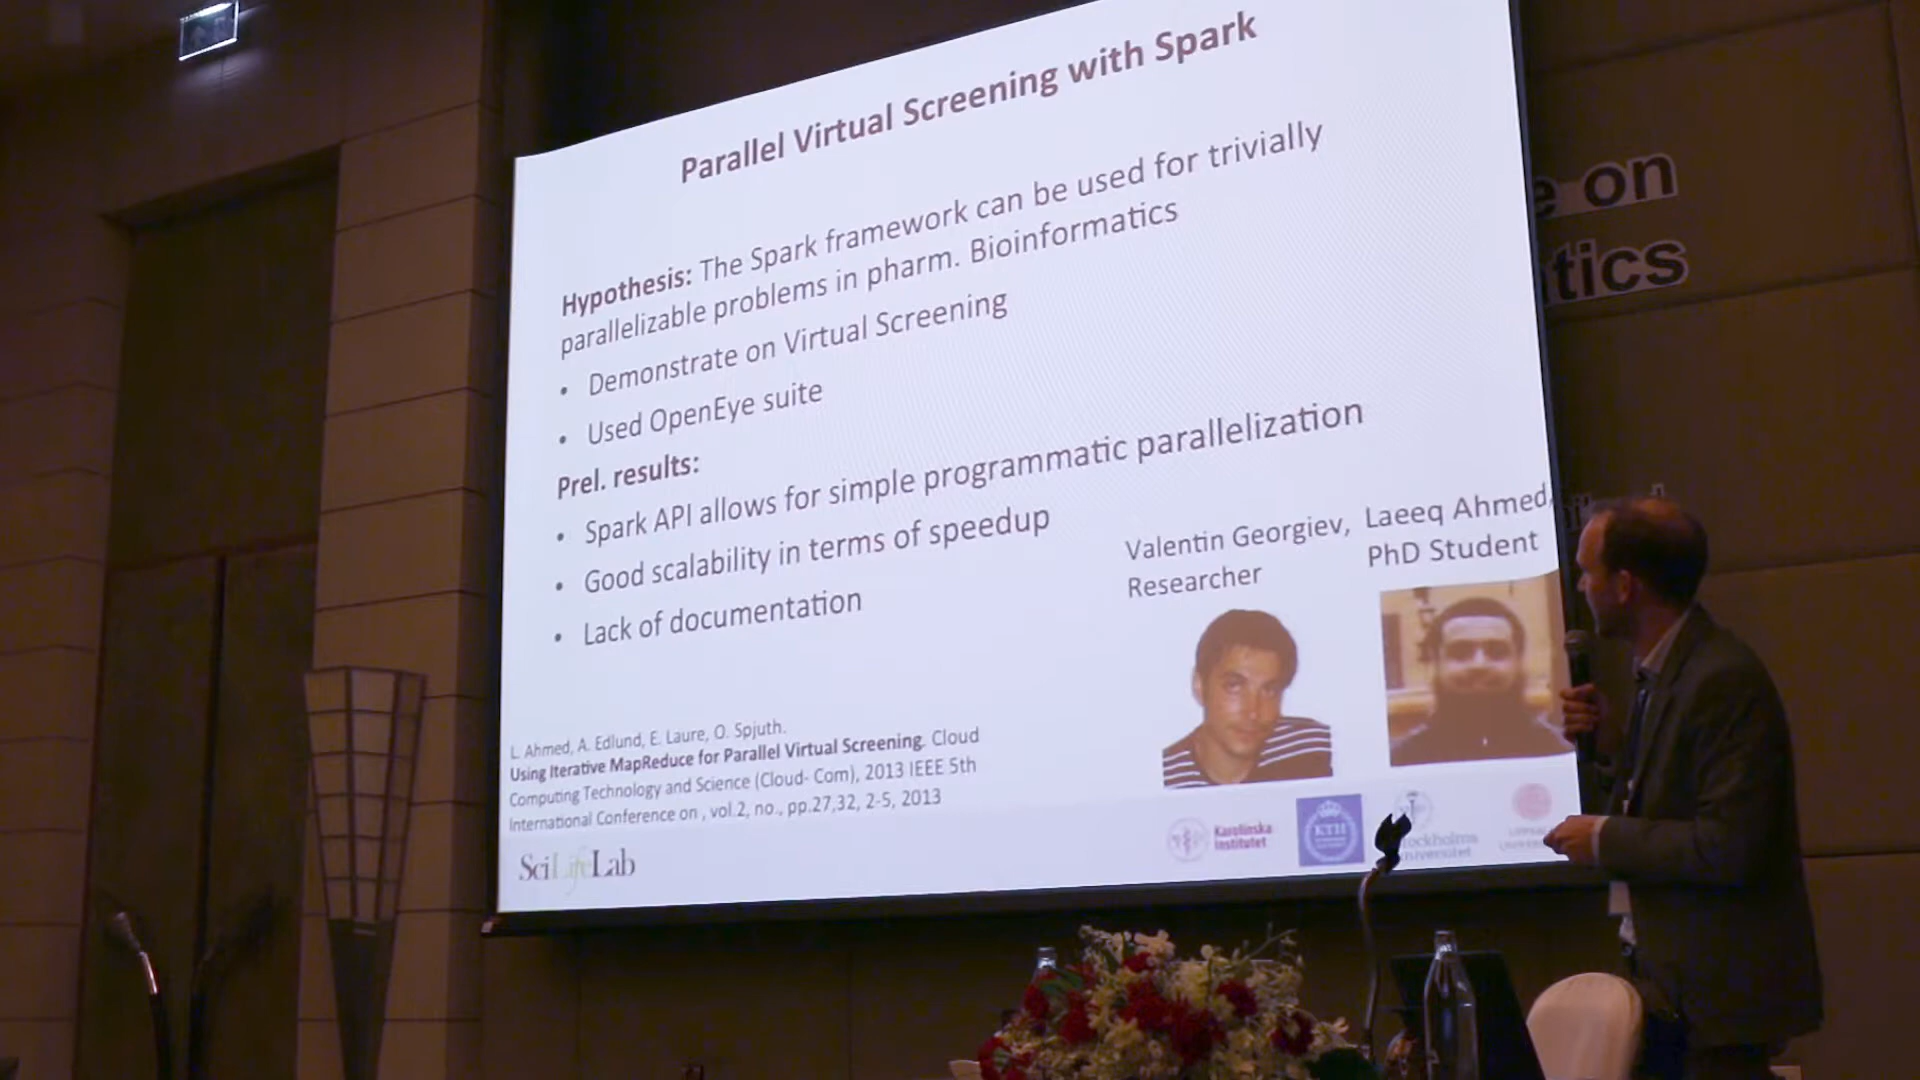 Parallel Virtual Screening with Spark
Hypothesis: The Spark framework can be used for trivially
parallelizable problems in pharm. Bioinformatics
• Demonstrate on Virtual Screening
• Used OpenEye suite
Prel. results:
• Spark API allows for simple programmatic parallelization
• Good scalability in terms of speedup
• Lack of documentation
Valentin Georgiev,
Researcher
Laeeq Ahmed,
PhD Student
L. Ahmed, A. Edlund, E. Laure, O. Spjuth.
Using Iterative MapReduce for Parallel Virtual Screening. Cloud
Computing Technology and Science (Cloud- Com), 2013 IEEE 5th
International Conference on , vol.2, no., pp.27,32, 2-5, 2013
SciLifeLab
Karolinska
Institutet
KTH
on
tics